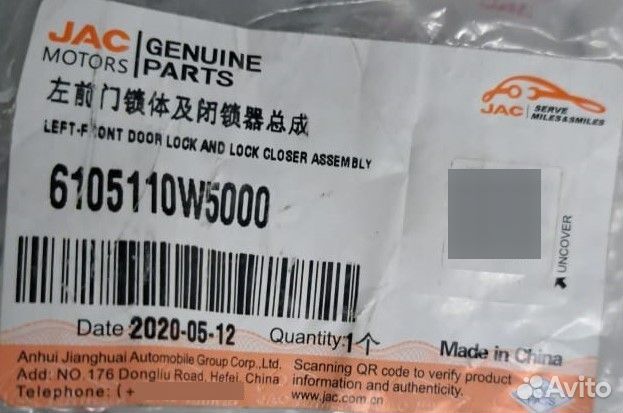 JAC MOTORS GENUINE PARTS
左前门锁体及闭锁器总成
LEFT-FRONT DOOR LOCK AND LOCK CLOSER ASSEMBLY
6105110W5000
JAC SERVE MILES&SMILES
UNCOVER
Date 2020-05-12 Quantity: 1个
Made in China
Anhui Jianghuai Automobile Group Corp., Ltd.
Add: NO. 176 Dongliu Road, Hefei, China
Telephone: (+
Scanning QR code to verify product
information and authenticity.
www.jac.com.cn
Avito